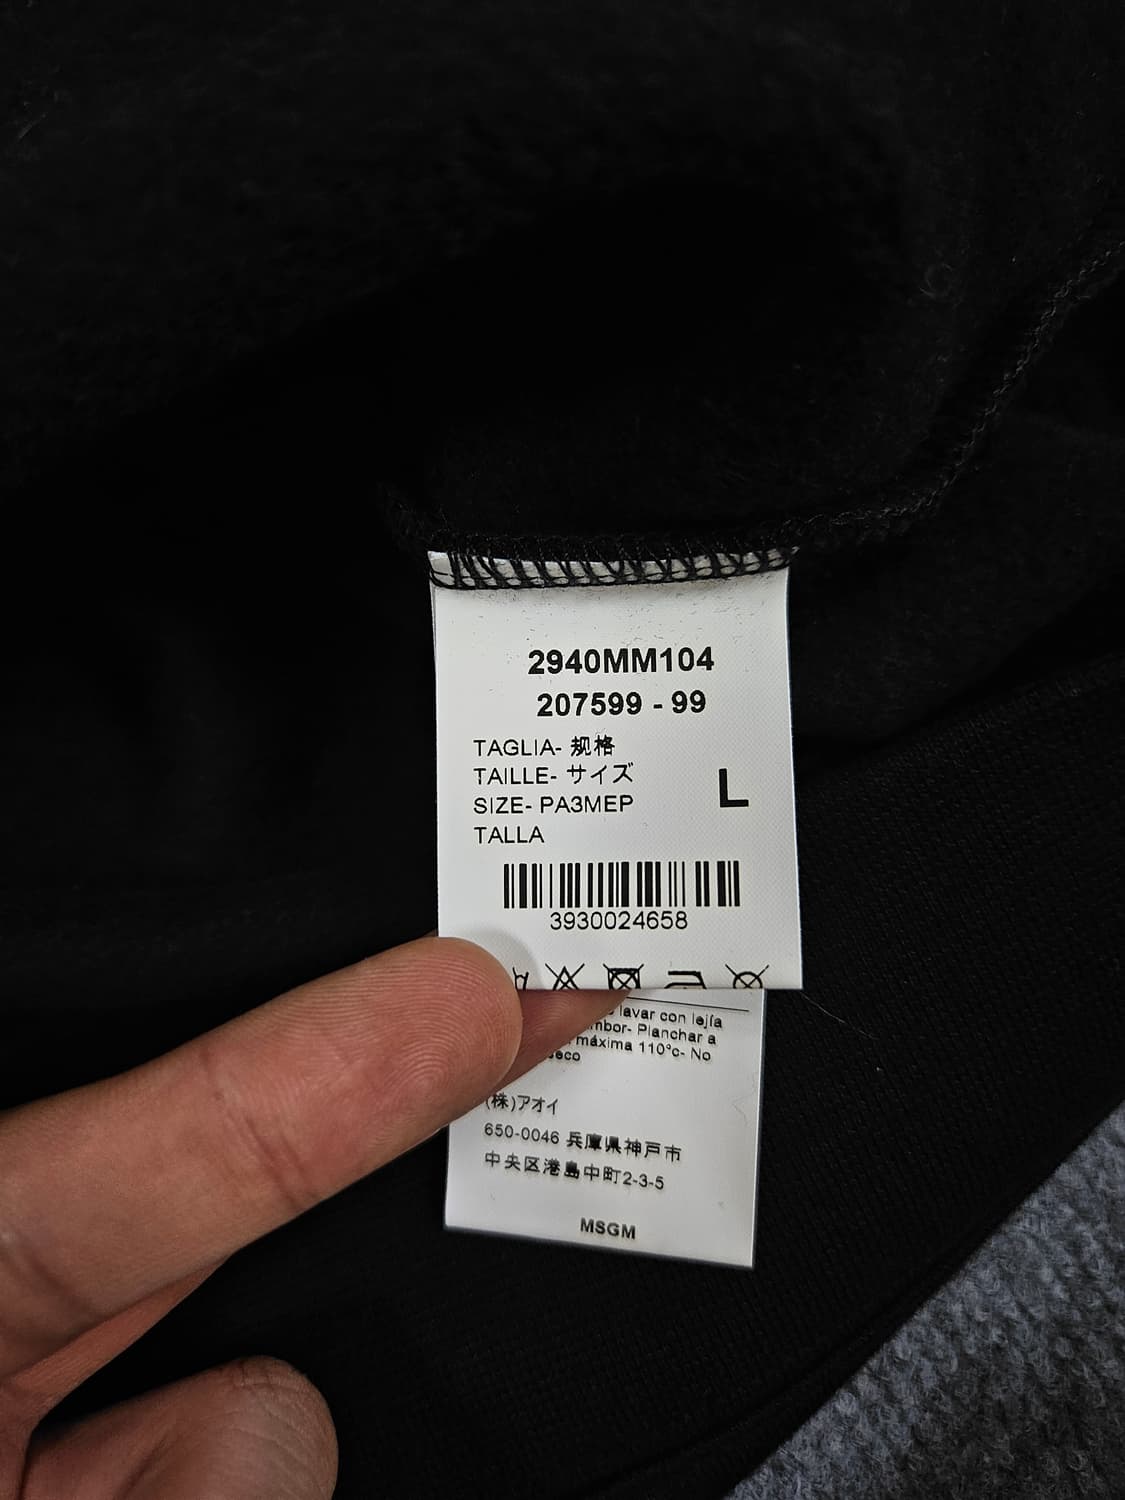 2940MM104
207599 - 99
TAGLIA- 规格
TAILLE- サイズ
SIZE- PA3MEP
TALLA
L
3930024658
lavar con lejía
Planchar a
máxima 110°c- No
(株)アオイ
650-0046 兵庫県神戸市
中央区港島中町2-3-5
MSGM